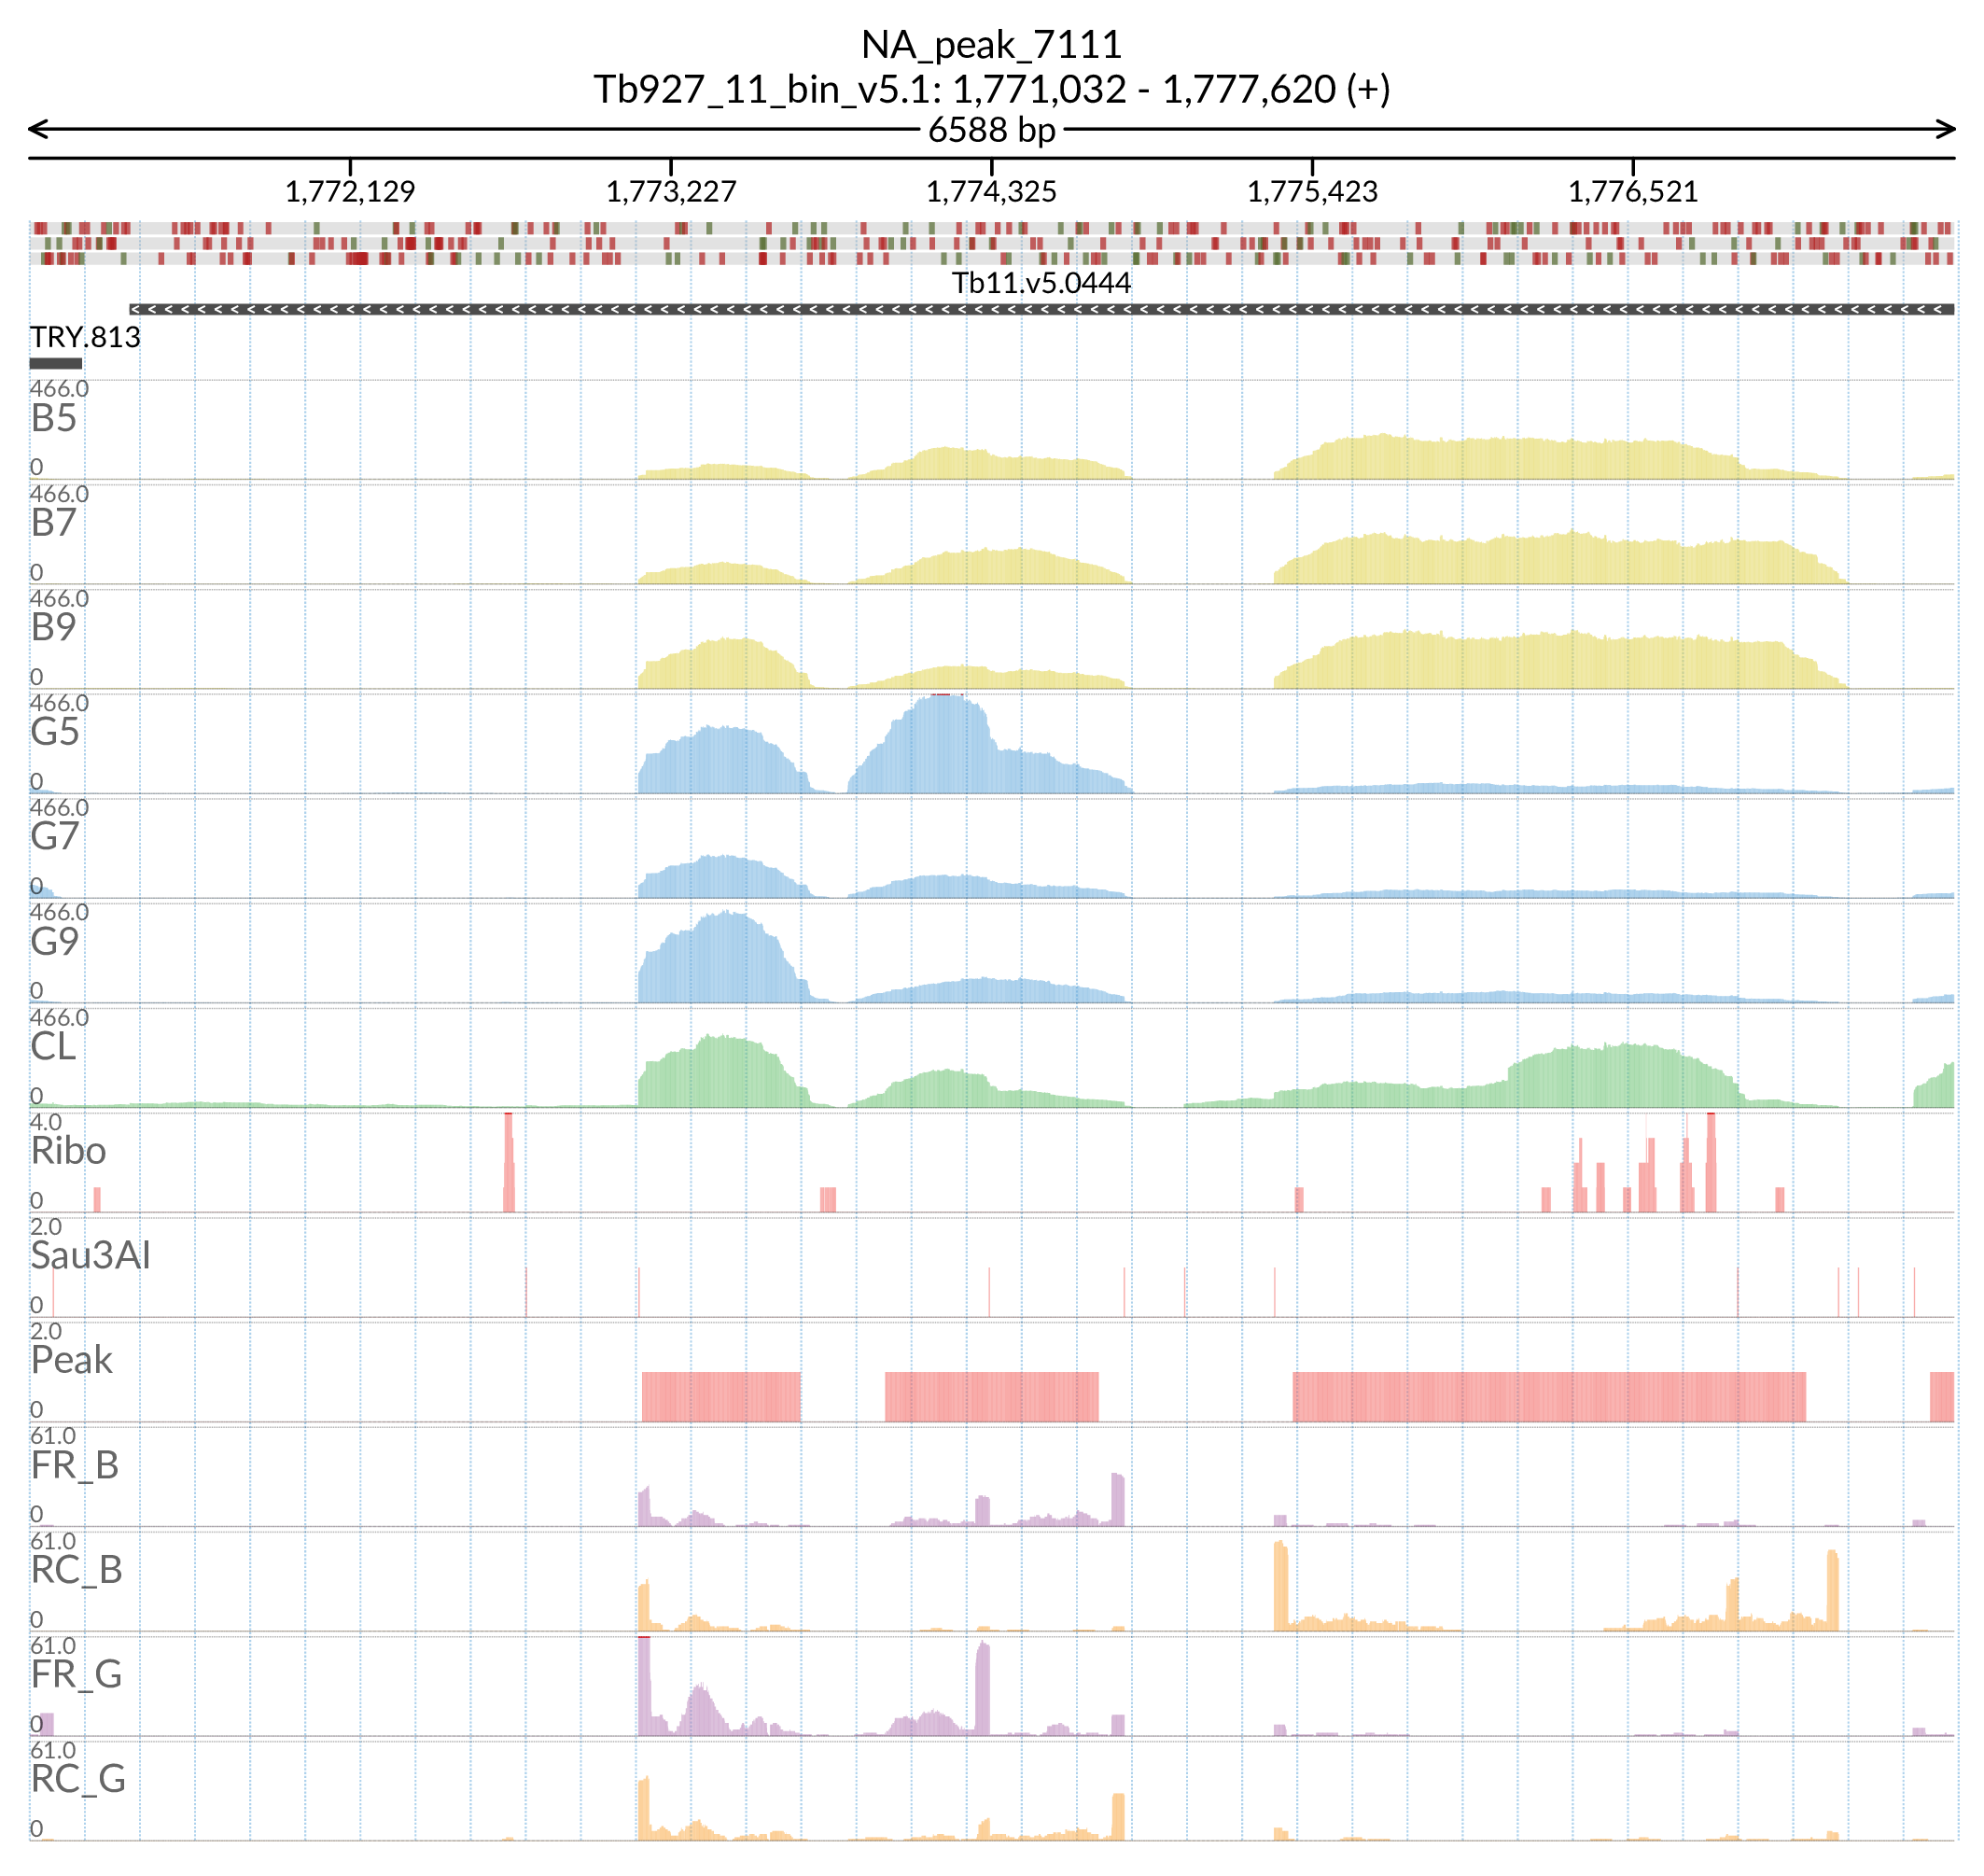 NA_peak_7111
Tb927_11_bin_v5.1: 1,771,032 - 1,777,620 (+)
6588 bp
1,772,129 1,773,227 1,774,325 1,775,423 1,776,521
Tb11.v5.0444
TRY.813
466.0
B5
0
466.0
B7
0
466.0
B9
0
466.0
G5
0
466.0
G7
0
466.0
G9
0
466.0
CL
0
4.0
Ribo
0
2.0
Sau3AI
0
2.0
Peak
0
61.0
FR_B
0
61.0
RC_B
0
61.0
FR_G
0
61.0
RC_G
0